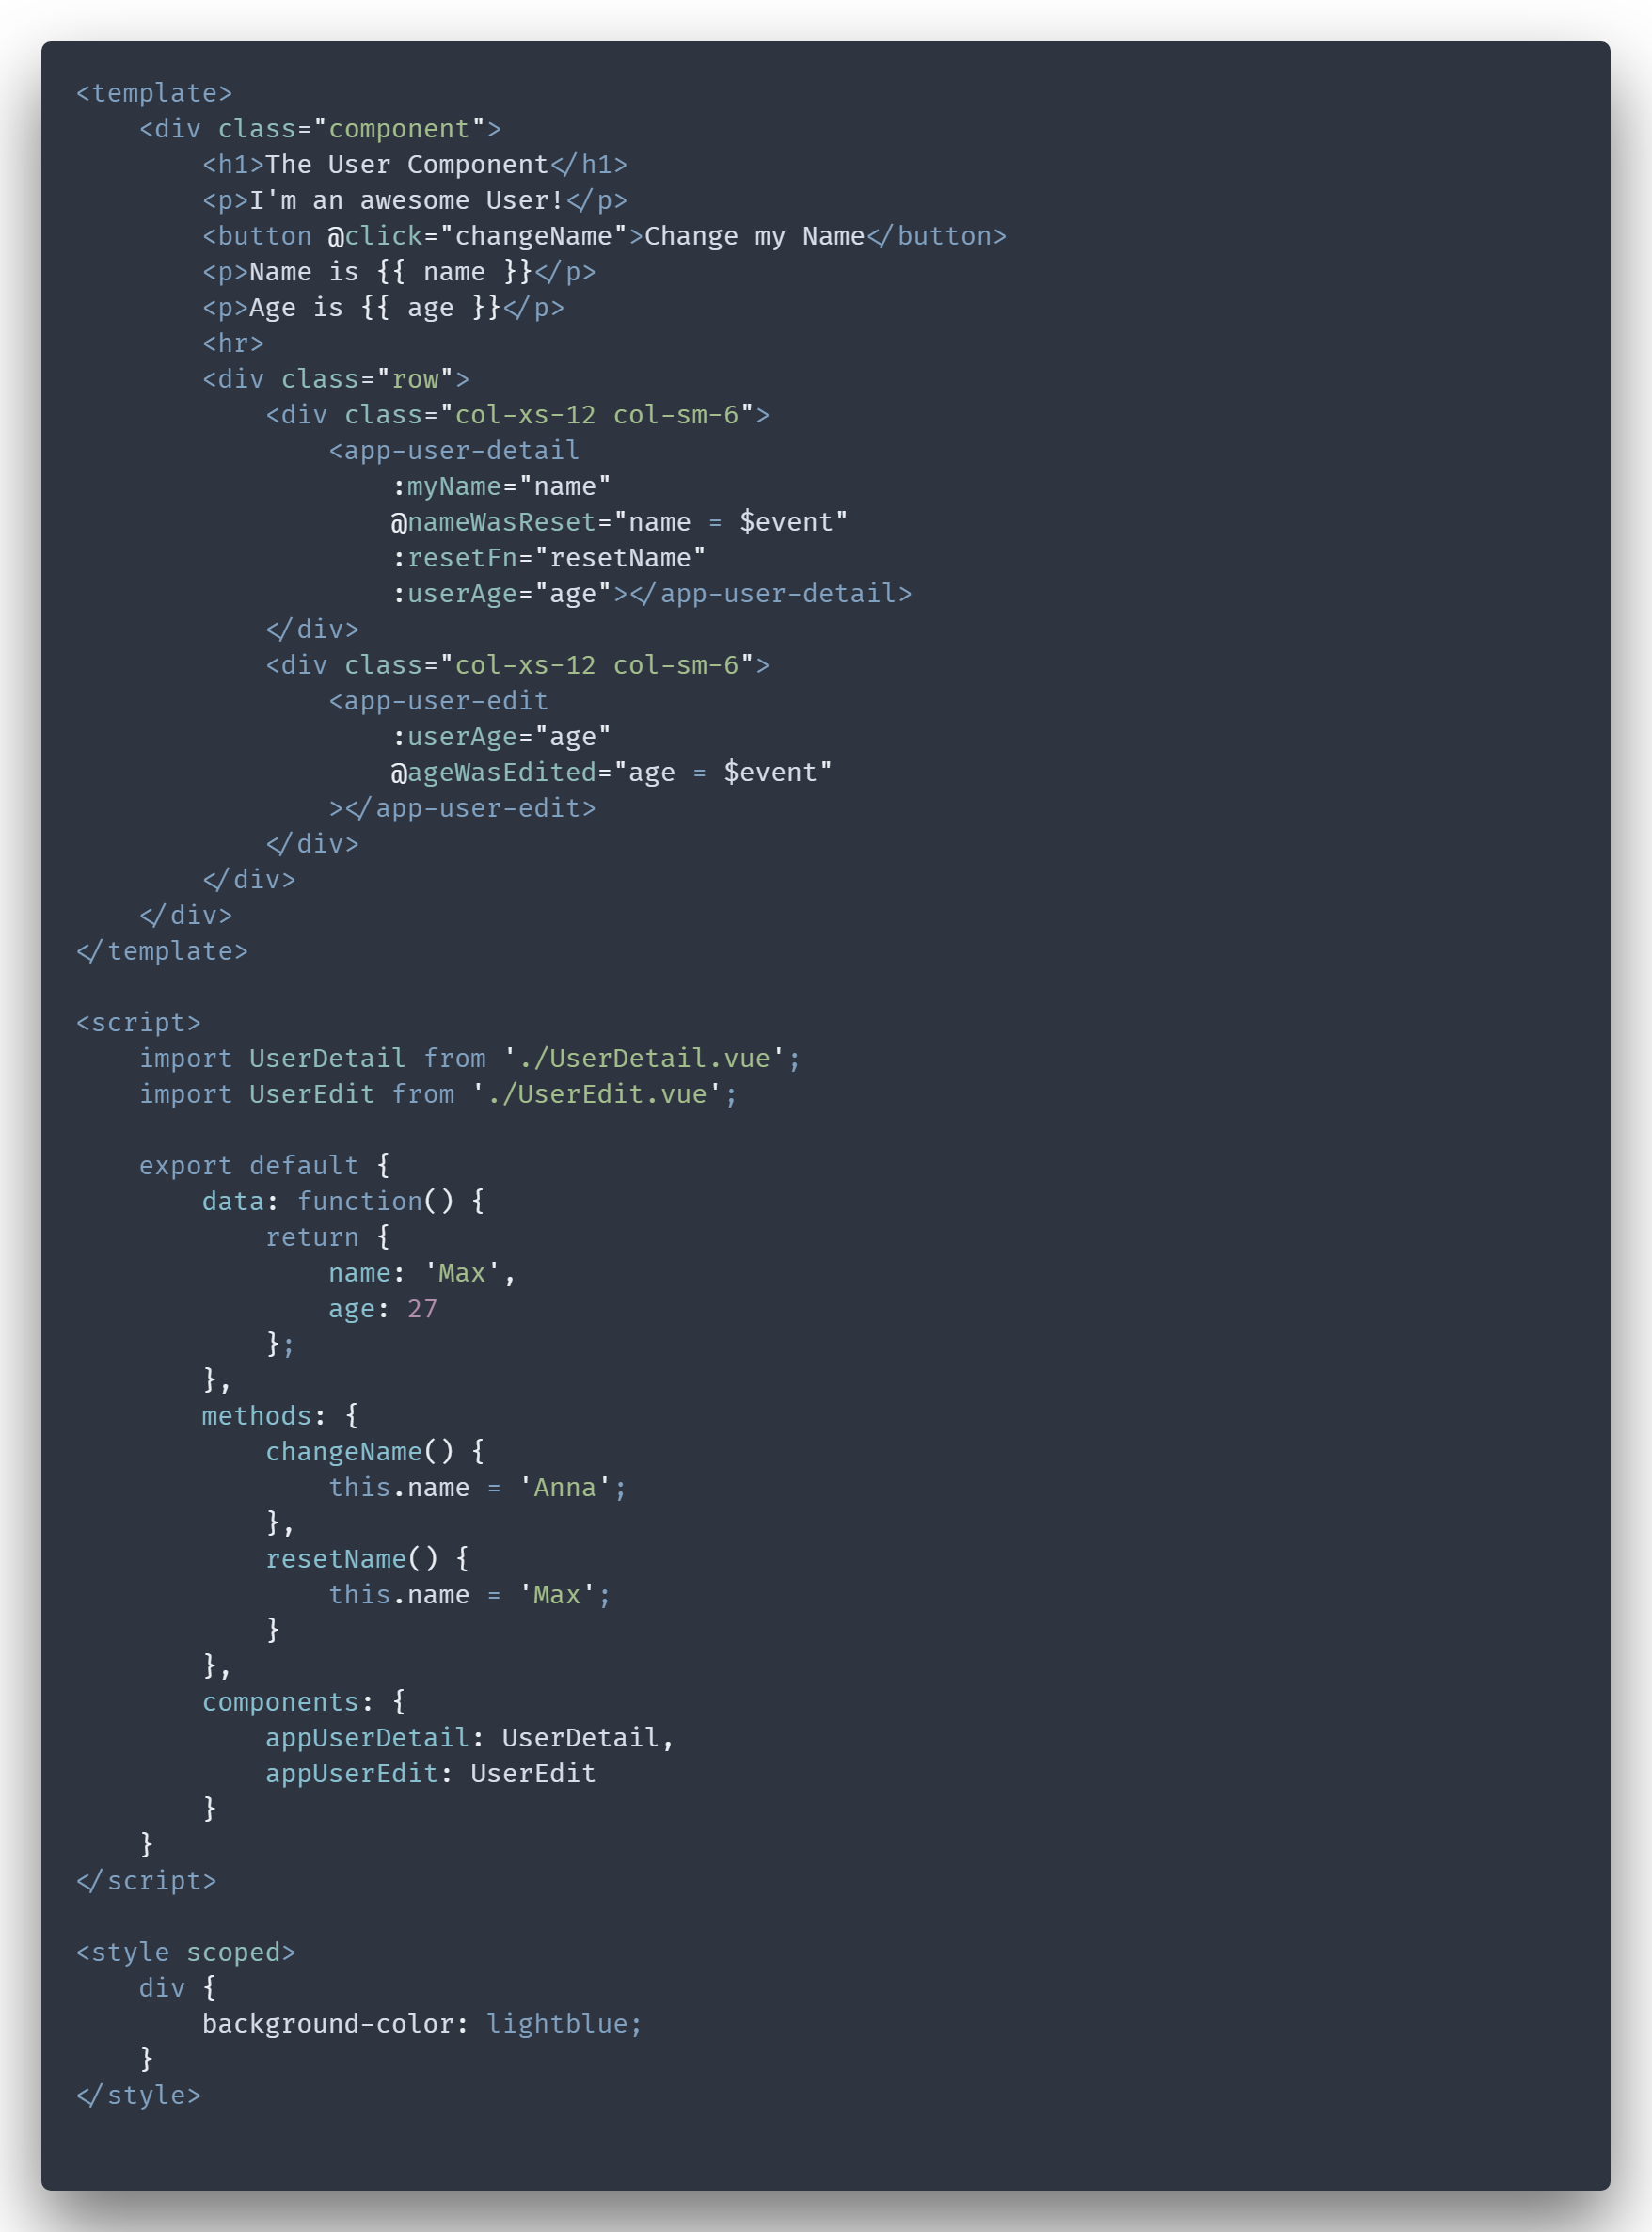 <template>
    <div class="component">
        <h1>The User Component</h1>
        <p>I'm an awesome User!</p>
        <button @click="changeName">Change my Name</button>
        <p>Name is {{ name }}</p>
        <p>Age is {{ age }}</p>
        <hr>
        <div class="row">
            <div class="col-xs-12 col-sm-6">
                <app-user-detail
                    :myName="name"
                    @nameWasReset="name = $event"
                    :resetFn="resetName"
                    :userAge="age"></app-user-detail>
            </div>
            <div class="col-xs-12 col-sm-6">
                <app-user-edit
                    :userAge="age"
                    @ageWasEdited="age = $event"
                ></app-user-edit>
            </div>
        </div>
    </div>
</template>

<script>
    import UserDetail from './UserDetail.vue';
    import UserEdit from './UserEdit.vue';

    export default {
        data: function() {
            return {
                name: 'Max',
                age: 27
            };
        },
        methods: {
            changeName() {
                this.name = 'Anna';
            },
            resetName() {
                this.name = 'Max';
            }
        },
        components: {
            appUserDetail: UserDetail,
            appUserEdit: UserEdit
        }
    }
</script>

<style scoped>
    div {
        background-color: lightblue;
    }
</style>